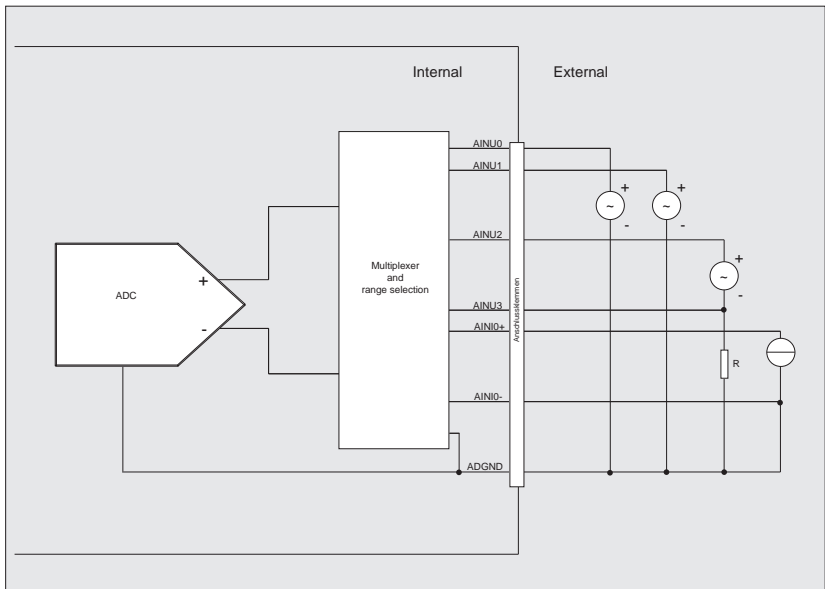 Internal
External
AINU0
AINU1
+
+
~
~
-
-
AINU2
+
~
-
Multiplexer
and
range selection
ADC
+
-
AINU3
AINI0+
Anschlussklemmen
R
AINI0-
ADGND